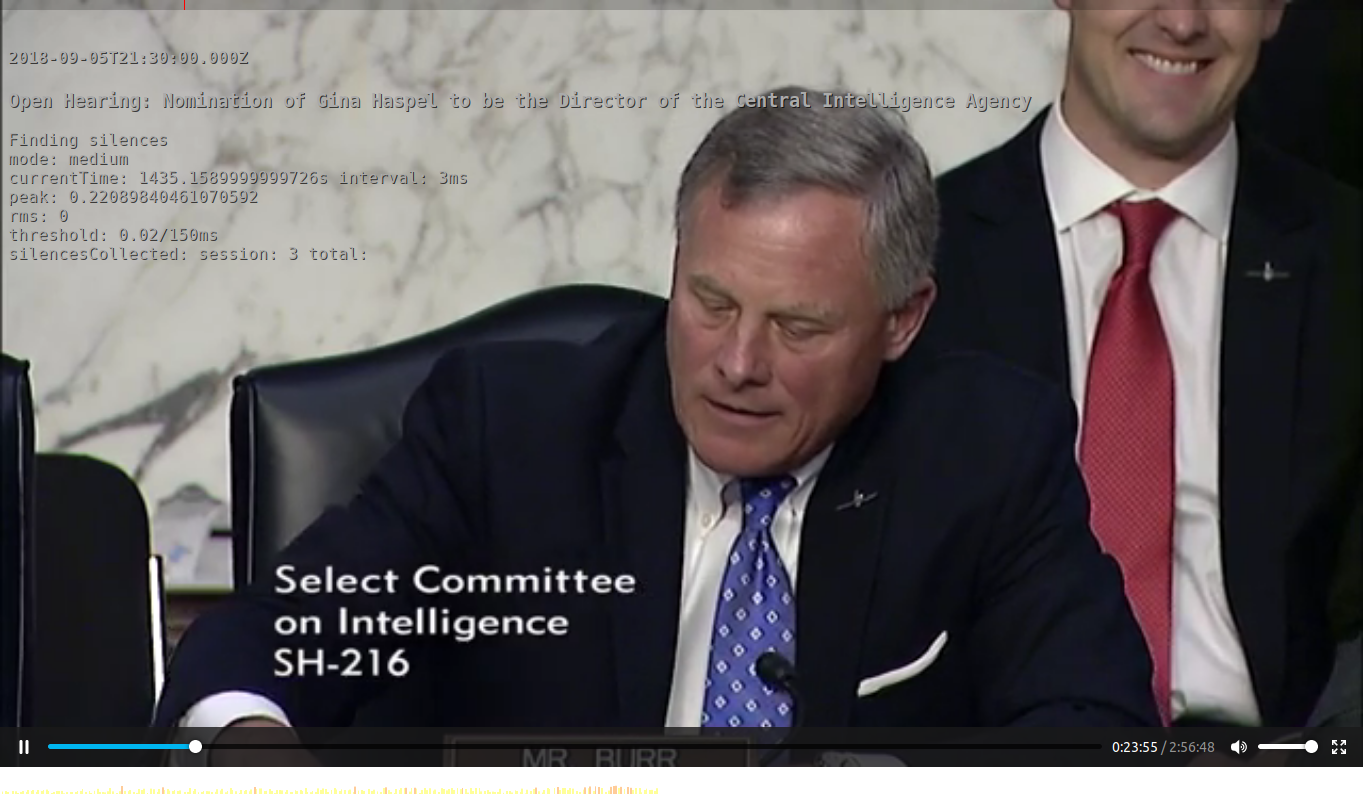 2018-09-05T21:30:00.000Z
Open Hearing: Nomination of Gina Haspel to be the Director of the Central Intelligence Agency
Finding silences
mode: medium
currentTime: 1435.1589999999726s interval: 3ms
peak: 0.22089840461070592
rms: 0
threshold: 0.02/150ms
silencesCollected: session: 3 total:
Select Committee
on Intelligence
SH-216
MR. BURR
0:23:55 / 2:56:48